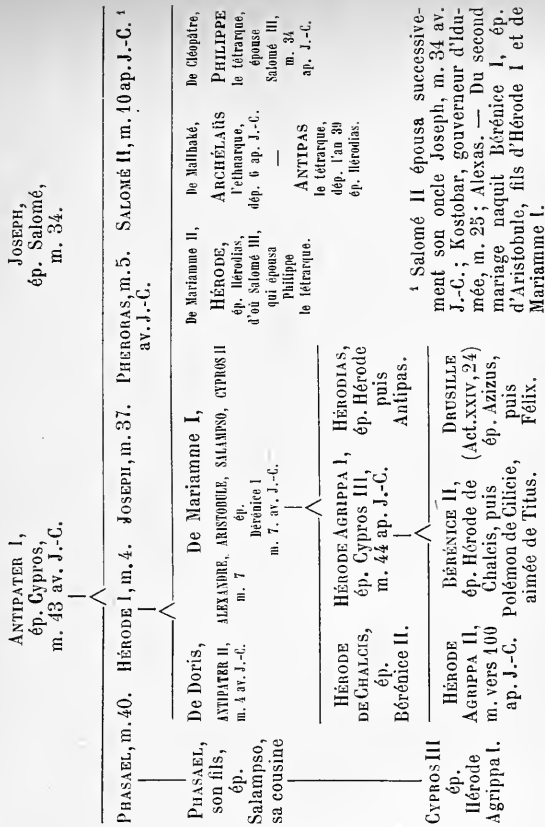 ANTIPATER I,
ép. Cypros,
m. 43 av. J.-C.
JOSEPH,
ép. Salomé,
m. 34.
PHASAEL, m. 40. HÉRODE I, m. 4. JOSEPH, m. 37. PHERORAS, m. 5. SALOMÉ II, m. 10 ap. J.-C. ¹
av. J.-C.
PHASAEL,
son fils,
ép.
Salampso,
sa cousine
De Doris,
ANTIPATER II,
m. 4 av. J.-C.
De Mariamme I,
ALEXANDRE, ARISTOBULE, SALAMPSO, CYPROS II
m. 7
ép.
Bérénice I
m. 7. av. J.-C.
De Mariamme II,
HÉRODE,
ép. Hérodias,
d'où Salomé III,
qui épousa
Philippe
le tétrarque.
De Malthaké,
ARCHÉLAÜS
l'ethnarque,
dép. 6 ap. J.-C.
—
ANTIPAS
le tétrarque,
dép. l'an 39
ép. Hérodias.
De Cléopâtre,
PHILIPPE
le tétrarque,
épouse
Salomé III,
m. 34
ap. J.-C.
HÉRODE
DE CHALCIS,
ép.
Bérénice II.
HÉRODE AGRIPPA I,
ép. Cypros III,
m. 44 ap. J.-C.
HÉRODIAS,
ép. Hérode
puis
Antipas.
CYPROS III
ép.
Hérode
Agrippa I.
HÉRODE
AGRIPPA II,
m. vers 100
ap. J.-C.
BÉRÉNICE II,
ép. Hérode de
Chalcis, puis
Polémon de Cilicie,
aimée de Titus.
DRUSILLE
(Act. XXIV, 24)
ép. Azizus,
puis
Félix.
¹ Salomé II épousa successive-
ment son oncle Joseph, m. 34 av.
J.-C.; Kostobar, gouverneur d'Idu-
mée, m. 25; Alexas. — Du second
mariage naquit Bérénice I, ép.
d'Aristobule, fils d'Hérode I et de
Mariamme I.